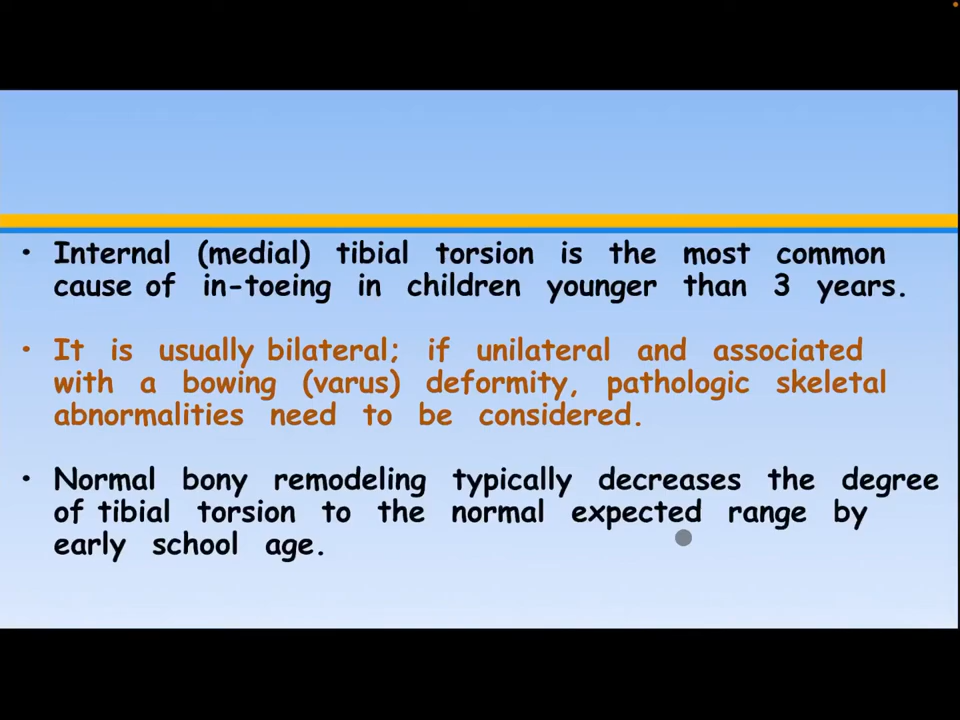 • Internal (medial) tibial torsion is the most common
cause of in-toeing in children younger than 3 years.
• It is usually bilateral; if unilateral and associated
with a bowing (varus) deformity, pathologic skeletal
abnormalities need to be considered.
• Normal bony remodeling typically decreases the degree
of tibial torsion to the normal expected range by
early school age.